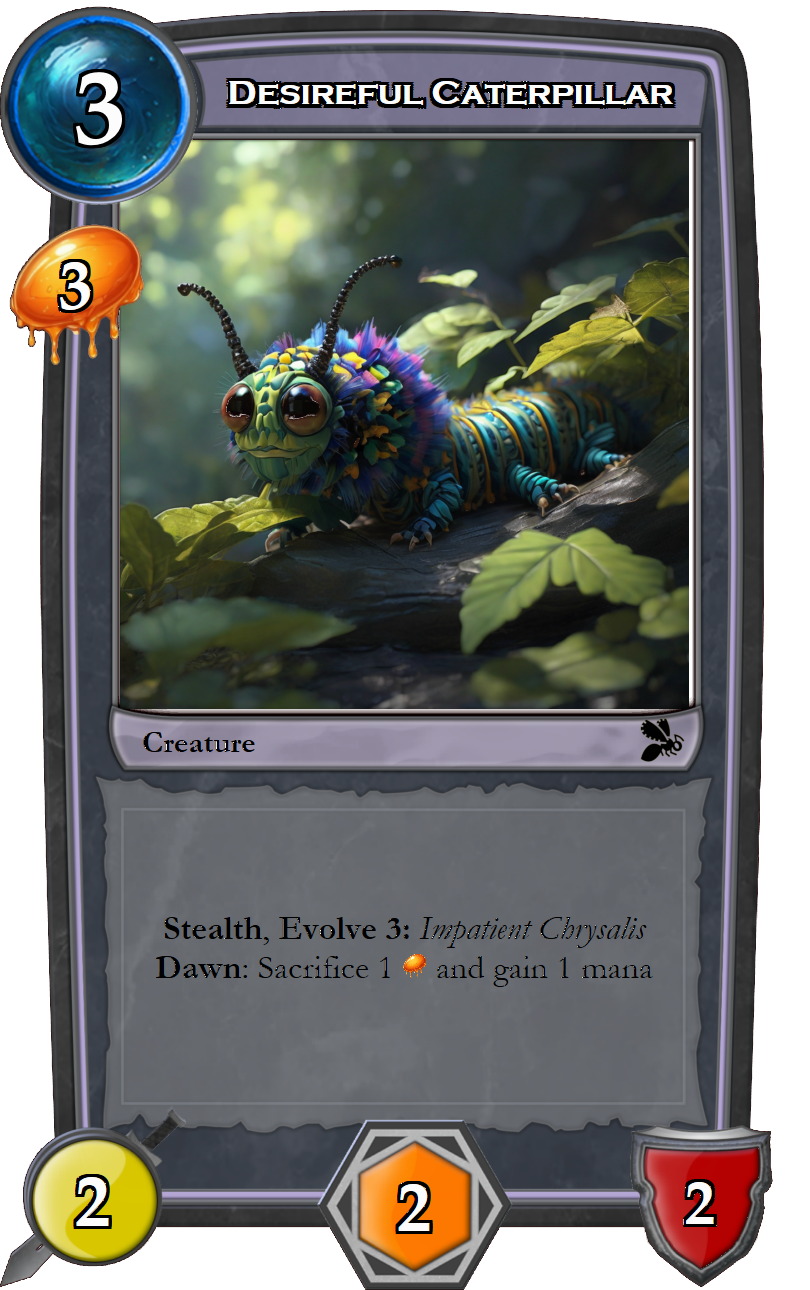 3
Desireful Caterpillar
3
Creature
Stealth, Evolve 3: Impatient Chrysalis
Dawn: Sacrifice 1 and gain 1 mana
2
2
2